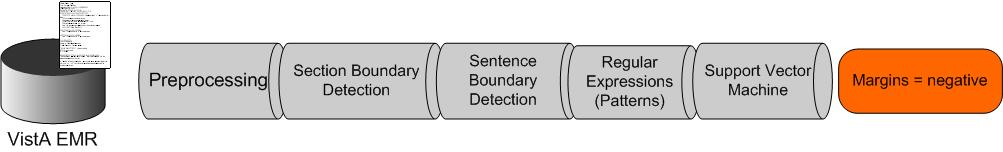 VistA EMR
Preprocessing
Section Boundary
Detection
Sentence
Boundary
Detection
Regular
Expressions
(Patterns)
Support Vector
Machine
Margins = negative